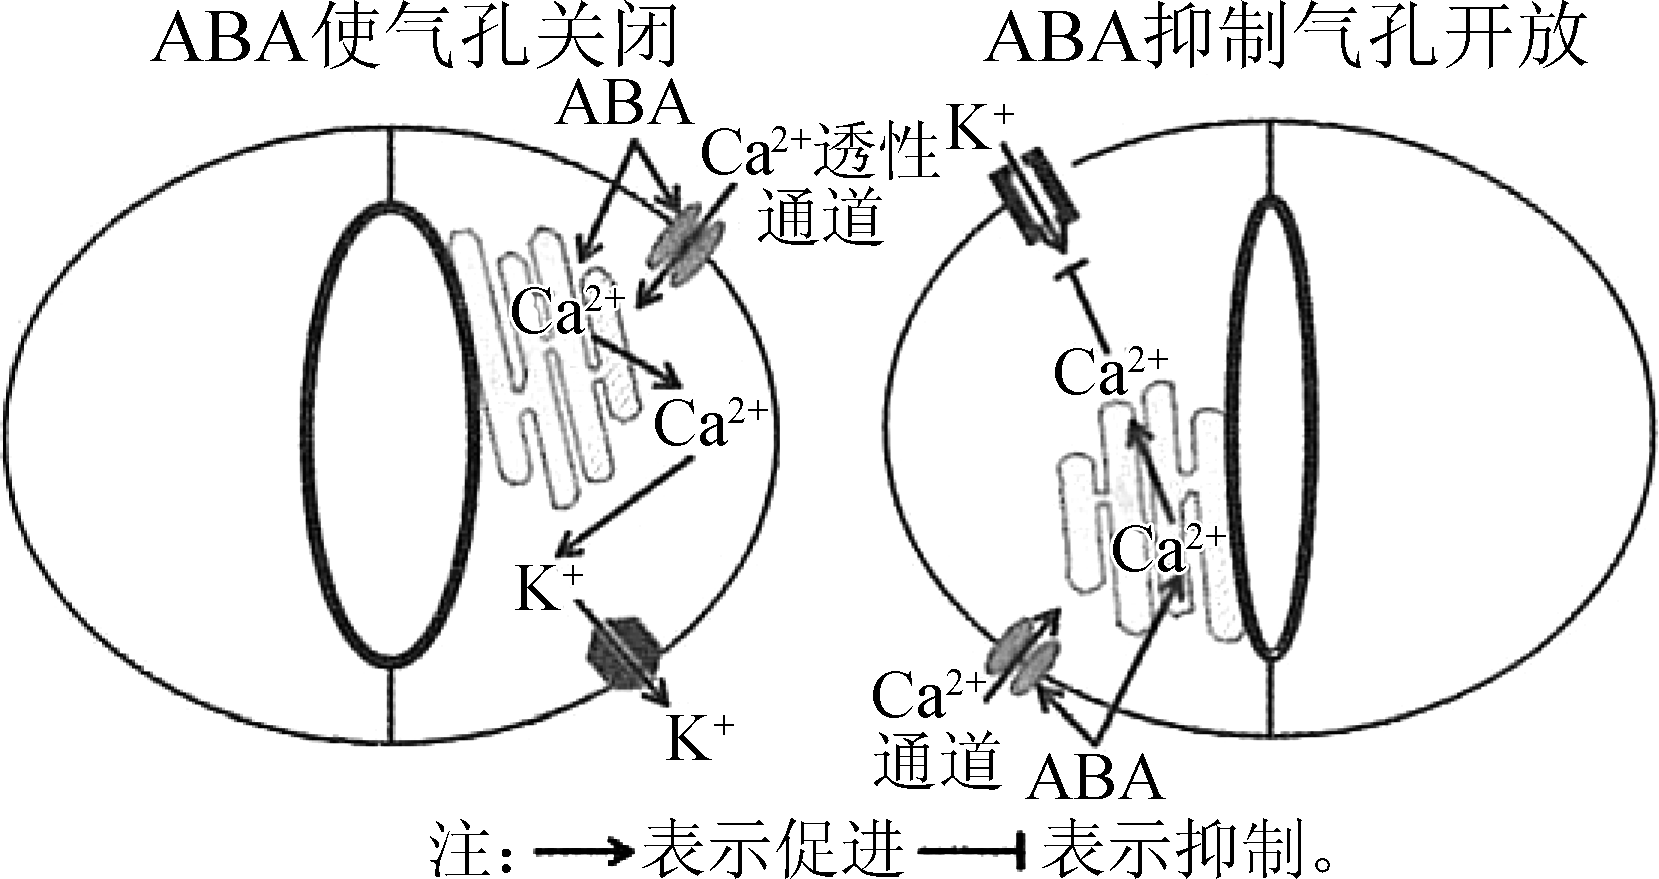 ABA使气孔关闭
ABA
Ca²⁺透性
通道
Ca²⁺
Ca²⁺
K⁺
K⁺
ABA抑制气孔开放
K⁺
Ca²⁺
Ca²⁺
Ca²⁺
通道
ABA
注：→表示促进 ⊣表示抑制。